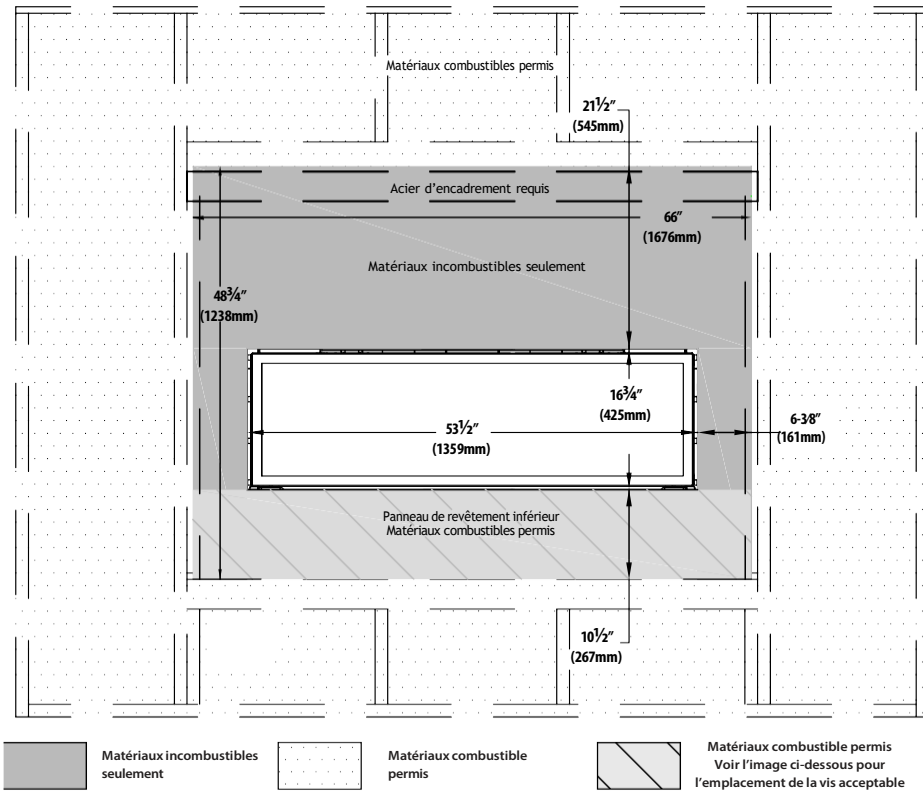 Matériaux combustibles permis
21½"
(545mm)
Acier d'encadrement requis
66"
(1676mm)
Matériaux incombustibles seulement
48¾"
(1238mm)
16¾"
(425mm)
53½"
(1359mm)
6-3⁄8"
(161mm)
Panneau de revêtement inférieur
Matériaux combustibles permis
10½"
(267mm)
Matériaux incombustibles
seulement
Matériaux combustible
permis
Matériaux combustible permis
Voir l'image ci-dessous pour
l'emplacement de la vis acceptable